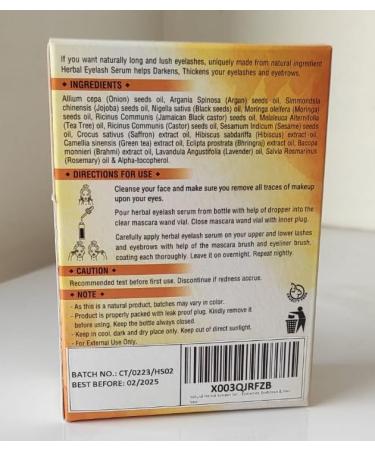 If you want naturally long and lush eyelashes, uniquely made from natural ingredient
Herbal Eyelash Serum helps Darkens, Thickens your eyelashes and eyebrows.
INGREDIENTS
Allium cepa (Onion) seeds oil, Argania Spinosa (Argan) seeds oil, Simmondsia
chinensis (Jojoba) seeds oil, Nigella sativa (Black seeds) oil, Moringa oleifera (Moringa)
seeds oil, Ricinus Communis (Jamaican Black castor) seeds oil, Malaleuca Alternifolia
(Tea Tree) oil, Ricinus Communis (Castor) seeds oil, Sesamum Indicum (Sesame) seeds
oil, Crocus sativus (Saffron) extract oil, Hibiscus sabdariffa (Hibiscus) extract oil,
Camellia sinensis (Green tea) extract oil, Eclipta prostrata (Bhringraj) extract oil, Bacopa
monnieri (Brahmi) extract oil, Lavandula Angustifolia (Lavender) oil, Salvia Rosmarinus
(Rosemary) oil & Alpha-tocopherol.
DIRECTIONS FOR USE
Cleanse your face and make sure you remove all traces of makeup
upon your eyes.
Pour herbal eyelash serum from bottle with help of dropper into the
clear mascara wand vial. Close mascara wand vial with inner plug.
Carefully apply herbal eyelash serum on your upper and lower lashes
and eyebrows with help of the mascara brush and eyeliner brush,
coating each thoroughly. Leave it on overnight. Repeat nightly.
CAUTION
Recommended test before first use. Discontinue if redness accrue.
NOTE
- As this is a natural product, batches may vary in color.
- Product is properly packed with leak proof plug. Kindly remove it
before using. Keep the bottle always closed.
- Keep in cool, dark and dry place only. Keep out of direct sunlight.
- For External Use Only.
BATCH NO.: CT/0223/HS02
BEST BEFORE: 02/2025
X003QJRFZB